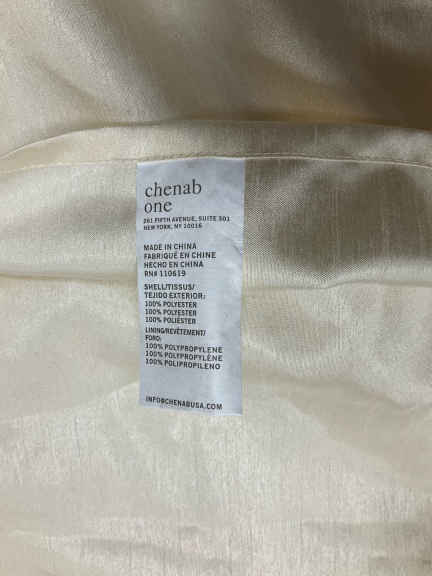 chenab
one
261 FIFTH AVENUE, SUITE 501
NEW YORK, NY 10016
MADE IN CHINA
FABRIQUÉ EN CHINE
HECHO EN CHINA
RN# 110619
SHELL/TISSUS/
TEJIDO EXTERIOR:
100% POLYESTER
100% POLYESTER
100% POLIÉSTER
LINING/REVÊTEMENT/
FORO:
100% POLYPROPYLENE
100% POLYPROPYLÈNE
100% POLIPROPILENO
INFO@CHENABUSA.COM